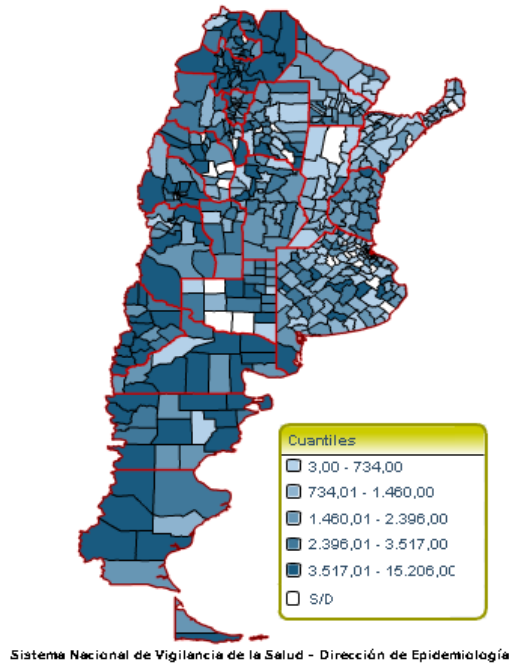 Cuantiles
3,00 - 734,00
734,01 - 1.460,00
1.460,01 - 2.396,00
2.396,01 - 3.517,00
3.517,01 - 15.206,00
S/D
Sistema Nacional de Vigilancia de la Salud - Dirección de Epidemiología